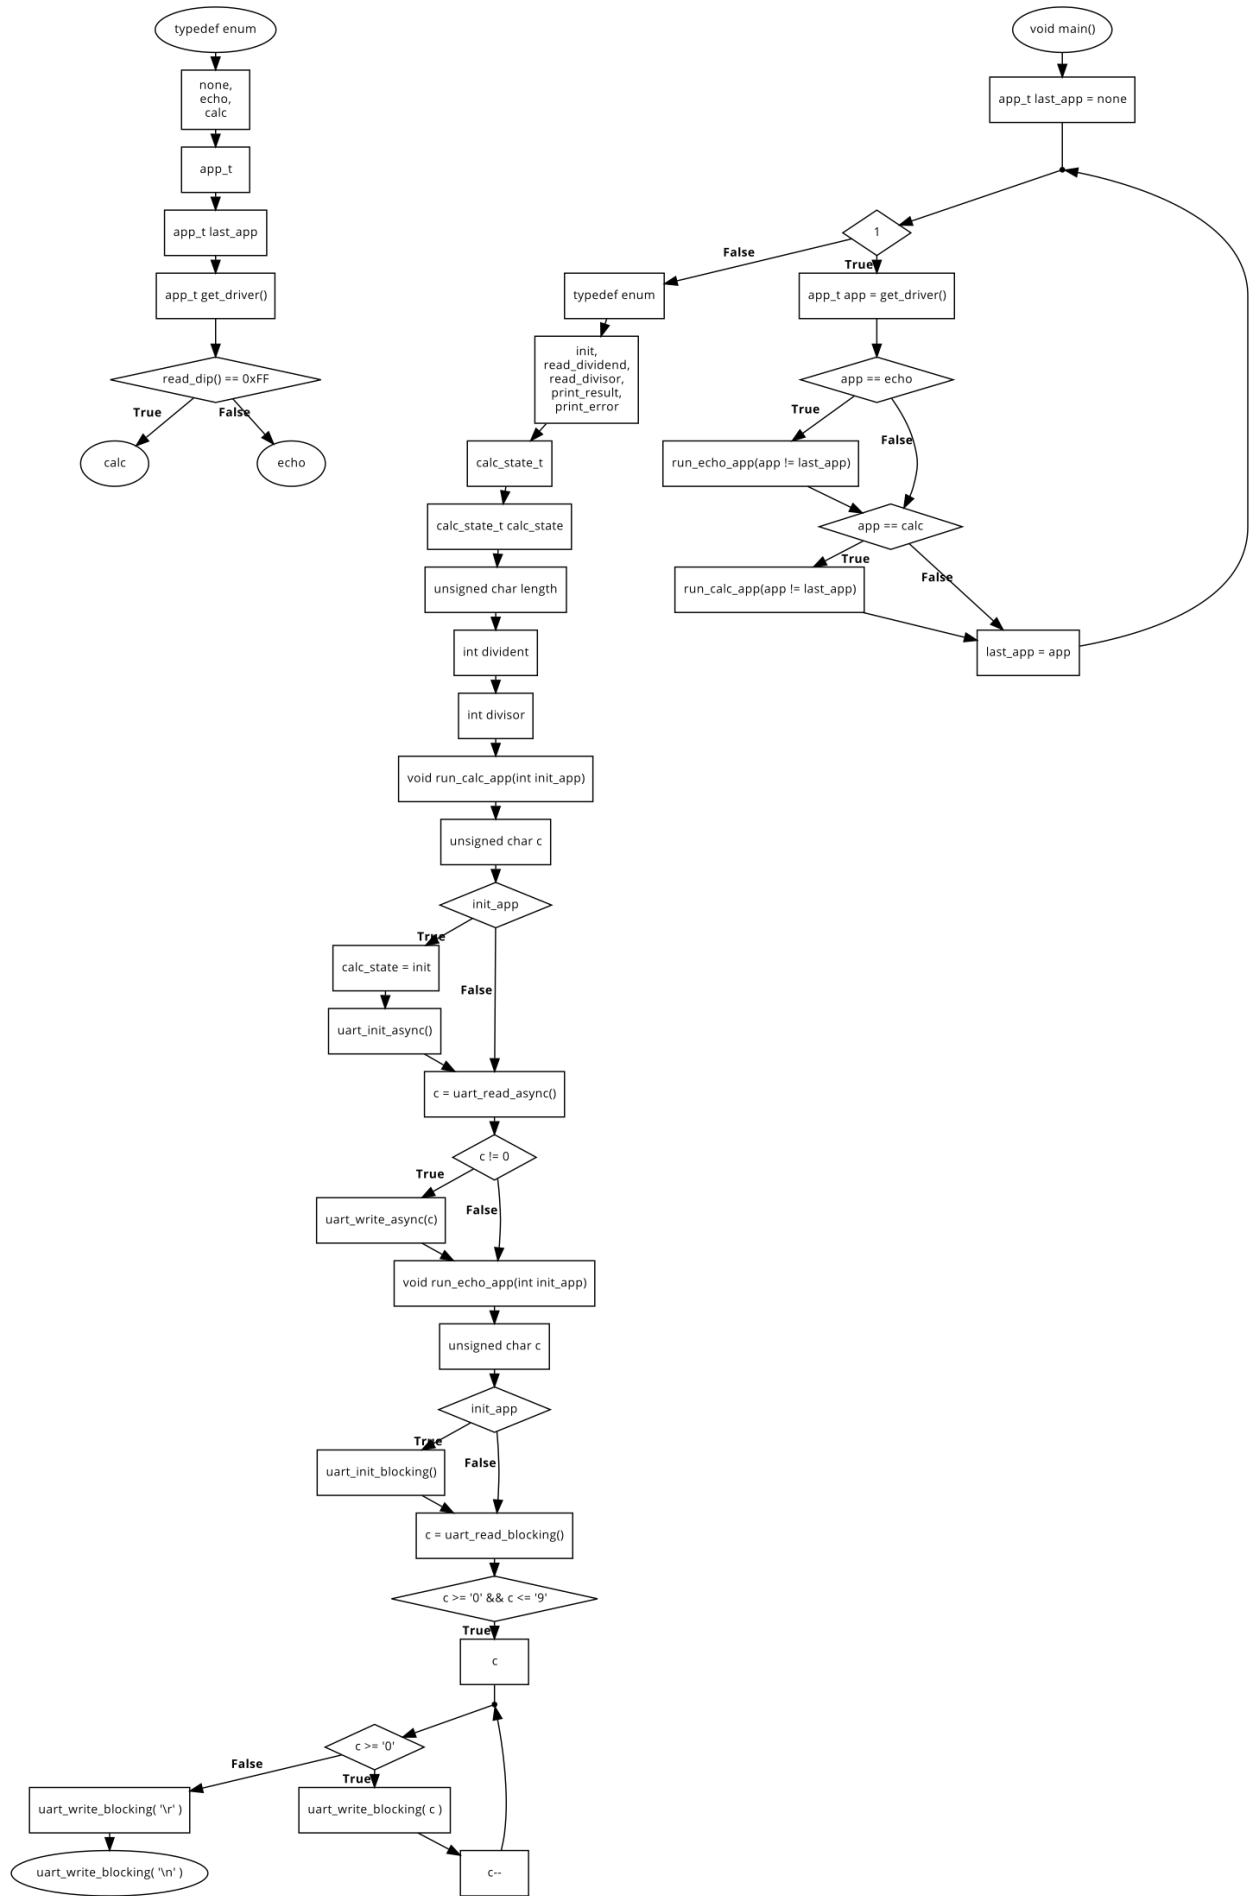 typedef enum
none,
echo,
calc
app_t
app_t last_app
app_t get_driver()
read_dip() == 0xFF
True
False
calc
echo
void main()
app_t last_app = none
1
False
True
typedef enum
app_t app = get_driver()
init,
read_dividend,
read_divisor,
print_result,
print_error
app == echo
True
False
calc_state_t
run_echo_app(app != last_app)
calc_state_t calc_state
app == calc
True
False
unsigned char length
run_calc_app(app != last_app)
int divident
last_app = app
int divisor
void run_calc_app(int init_app)
unsigned char c
init_app
True
calc_state = init
False
uart_init_async()
c = uart_read_async()
c != 0
True
False
uart_write_async(c)
void run_echo_app(int init_app)
unsigned char c
init_app
True
False
uart_init_blocking()
c = uart_read_blocking()
c >= '0' && c <= '9'
True
c
c >= '0'
False
True
uart_write_blocking( '\r' )
uart_write_blocking( c )
uart_write_blocking( '\n' )
c--